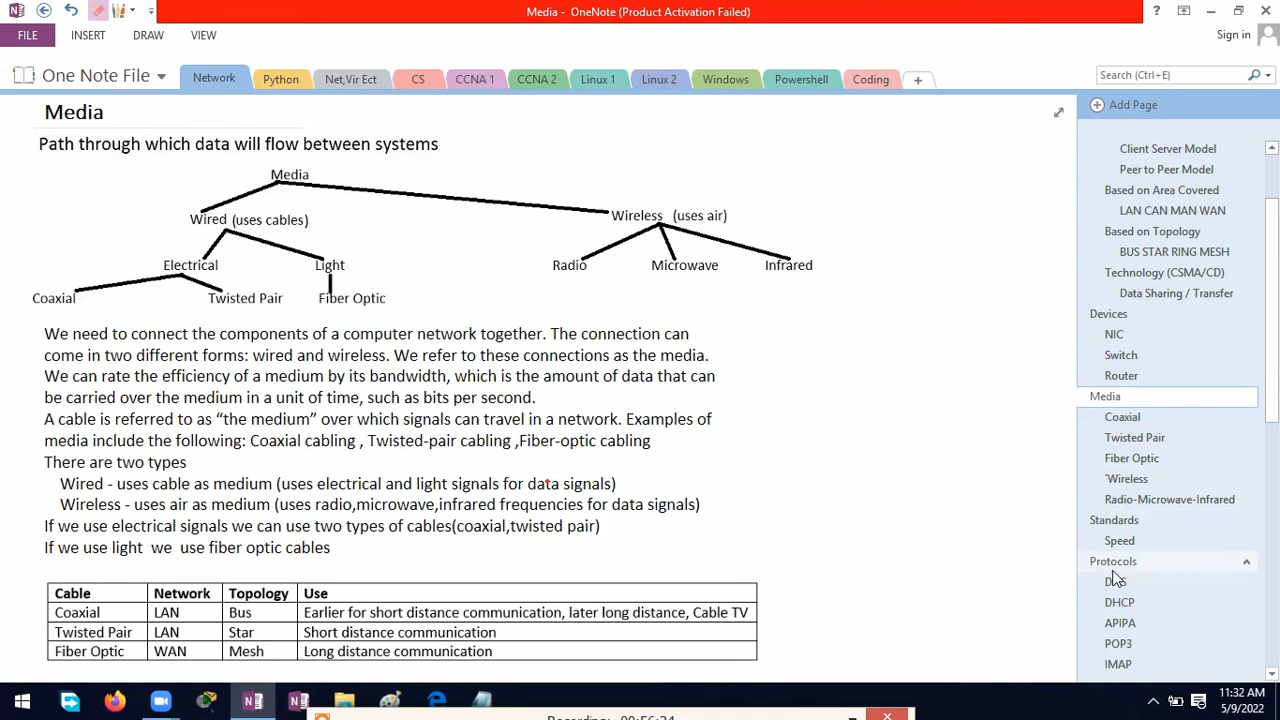 Media - OneNote (Product Activation Failed)
?
FILE INSERT DRAW VIEW
Sign in
One Note File
Network Python Net,Vir Ect CS CCNA 1 CCNA 2 Linux 1 Linux 2 Windows Powershell Coding
Search (Ctrl+E)
Media
Path through which data will flow between systems
Media
Wired (uses cables)
Wireless (uses air)
Electrical Light
Radio Microwave Infrared
Coaxial Twisted Pair Fiber Optic
We need to connect the components of a computer network together. The connection can
come in two different forms: wired and wireless. We refer to these connections as the media.
We can rate the efficiency of a medium by its bandwidth, which is the amount of data that can
be carried over the medium in a unit of time, such as bits per second.
A cable is referred to as “the medium” over which signals can travel in a network. Examples of
media include the following: Coaxial cabling , Twisted-pair cabling ,Fiber-optic cabling
There are two types
Wired - uses cable as medium (uses electrical and light signals for data signals)
Wireless - uses air as medium (uses radio,microwave,infrared frequencies for data signals)
If we use electrical signals we can use two types of cables(coaxial,twisted pair)
If we use light we use fiber optic cables
Cable Network Topology Use
Coaxial LAN Bus Earlier for short distance communication, later long distance, Cable TV
Twisted Pair LAN Star Short distance communication
Fiber Optic WAN Mesh Long distance communication
Add Page
Client Server Model
Peer to Peer Model
Based on Area Covered
LAN CAN MAN WAN
Based on Topology
BUS STAR RING MESH
Technology (CSMA/CD)
Data Sharing / Transfer
Devices
NIC
Switch
Router
Media
Coaxial
Twisted Pair
Fiber Optic
`Wireless
Radio-Microwave-Infrared
Standards
Speed
Protocols
DHCP
APIPA
POP3
IMAP
11:32 AM
5/9/2022